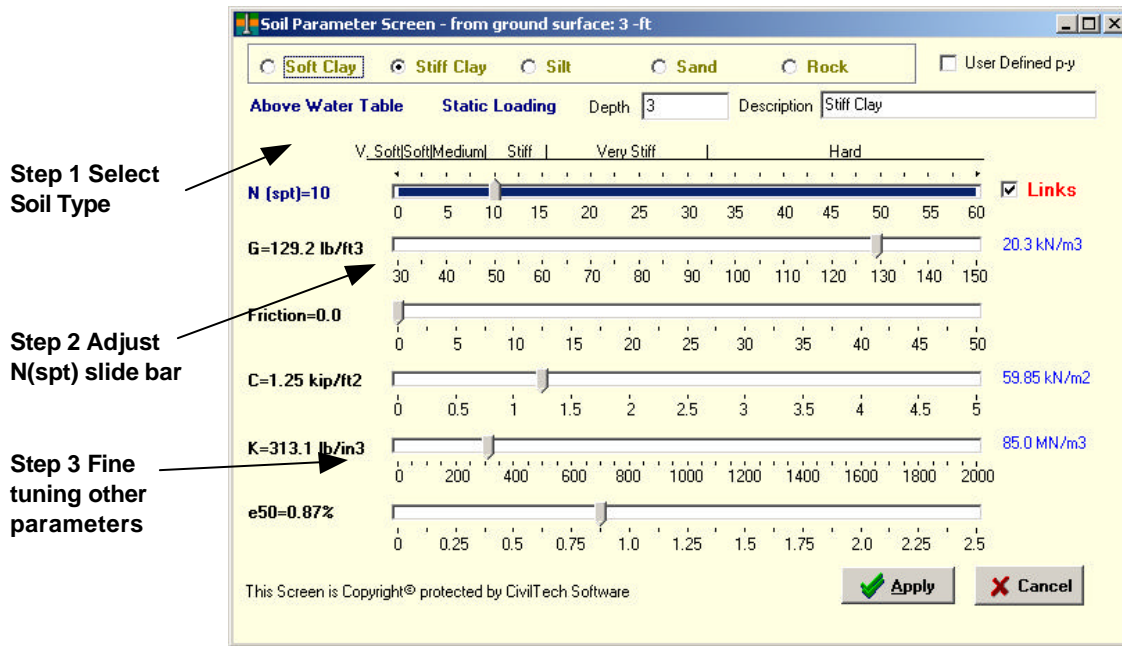 Soil Parameter Screen - from ground surface: 3 -ft
Soft Clay Stiff Clay Silt Sand Rock User Defined p-y
Above Water Table Static Loading Depth 3 Description Stiff Clay
V. Soft|Soft|Medium| Stiff | Very Stiff | Hard
Step 1 Select
Soil Type
N (spt)=10 Links
0 5 10 15 20 25 30 35 40 45 50 55 60
G=129.2 lb/ft3 20.3 kN/m3
30 40 50 60 70 80 90 100 110 120 130 140 150
Friction=0.0
0 5 10 15 20 25 30 35 40 45 50
Step 2 Adjust
N(spt) slide bar
C=1.25 kip/ft2 59.85 kN/m2
0 0.5 1 1.5 2 2.5 3 3.5 4 4.5 5
K=313.1 lb/in3 85.0 MN/m3
0 200 400 600 800 1000 1200 1400 1600 1800 2000
Step 3 Fine
tuning other
parameters
e50=0.87%
0 0.25 0.5 0.75 1.0 1.25 1.5 1.75 2.0 2.25 2.5
This Screen is Copyright© protected by CivilTech Software Apply Cancel